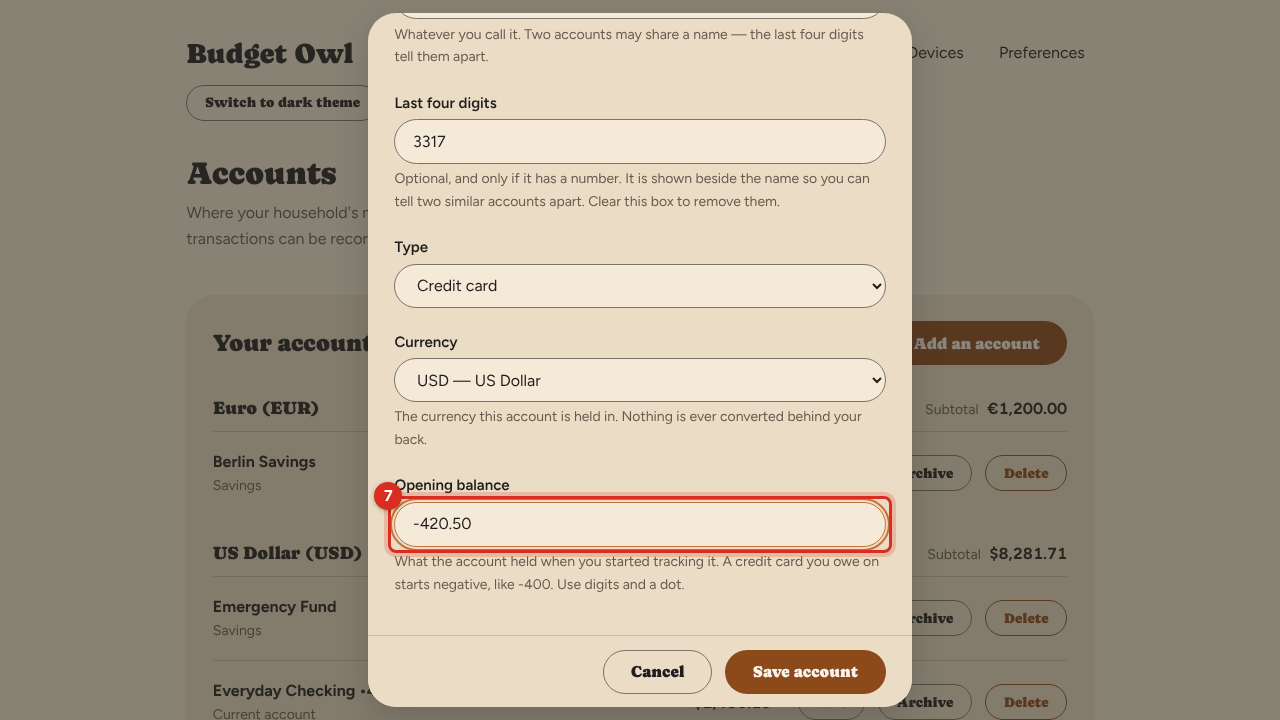 Budget Owl
Devices
Preferences
Switch to dark theme
Accounts
Where your household's
transactions can be
Your account
Add an account
Euro (EUR)
Subtotal €1,200.00
Berlin Savings
Savings
Delete
US Dollar (USD)
Subtotal $8,281.71
Emergency Fund
Savings
Delete
Everyday Checking
Current account
Archive
Delete
Whatever you call it. Two accounts may share a name — the last four digits
tell them apart.
Last four digits
3317
Optional, and only if it has a number. It is shown beside the name so you can
tell two similar accounts apart. Clear this box to remove them.
Type
Credit card
Currency
USD — US Dollar
The currency this account is held in. Nothing is ever converted behind your
back.
7
Opening balance
-420.50
What the account held when you started tracking it. A credit card you owe on
starts negative, like -400. Use digits and a dot.
Cancel
Save account